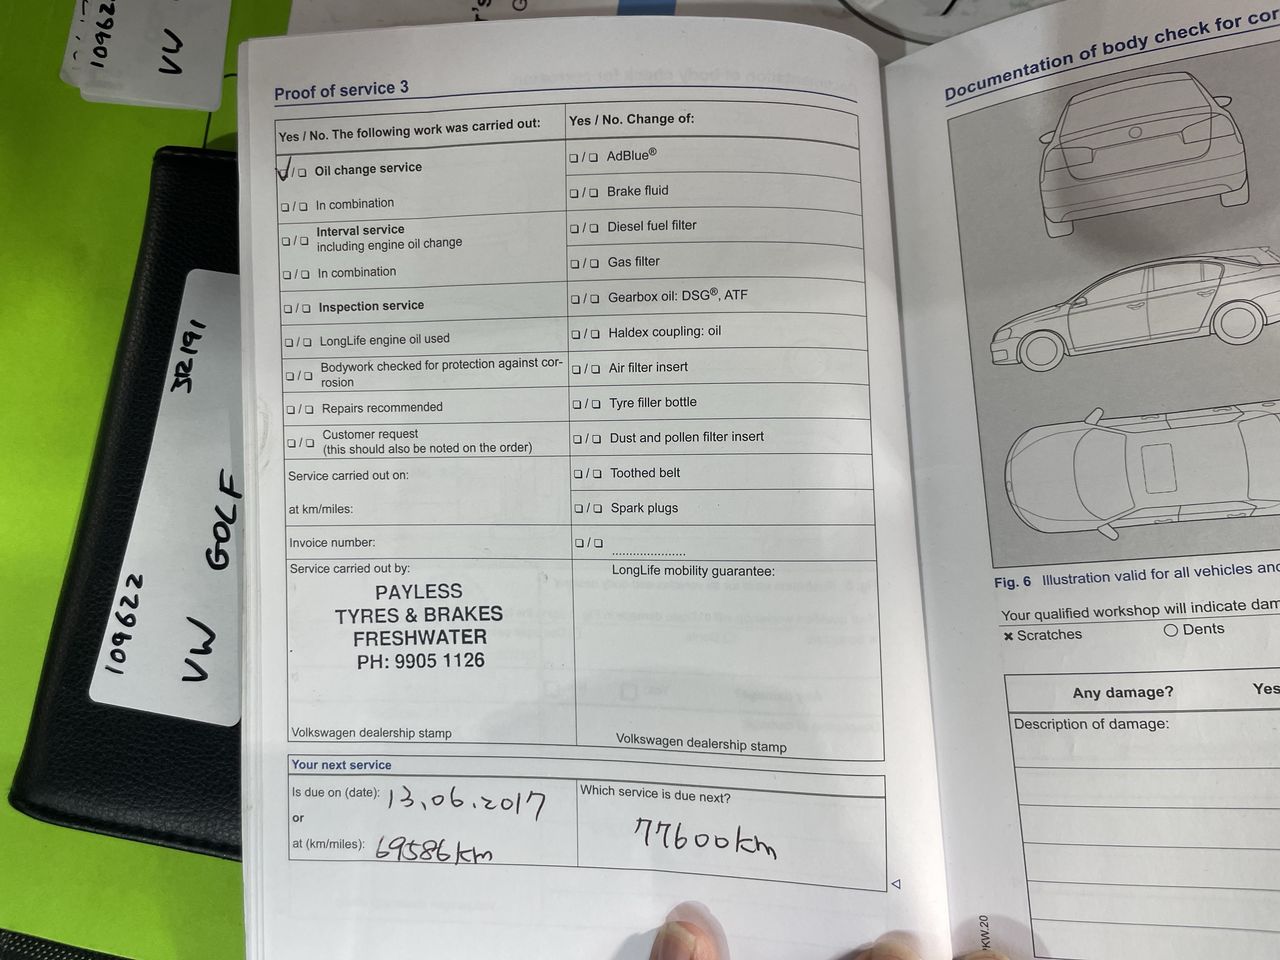 109622
VW
Proof of service 3
Yes / No. The following work was carried out:
Oil change service
In combination
Interval service
including engine oil change
In combination
Inspection service
LongLife engine oil used
Bodywork checked for protection against cor-
rosion
Repairs recommended
Customer request
(this should also be noted on the order)
Service carried out on:
at km/miles:
Invoice number:
Service carried out by:
PAYLESS
TYRES & BRAKES
FRESHWATER
PH: 9905 1126
Volkswagen dealership stamp
Yes / No. Change of:
AdBlue®
Brake fluid
Diesel fuel filter
Gas filter
Gearbox oil: DSG®, ATF
Haldex coupling: oil
Air filter insert
Tyre filler bottle
Dust and pollen filter insert
Toothed belt
Spark plugs
LongLife mobility guarantee:
Volkswagen dealership stamp
Your next service
Is due on (date): 13.06.2017
or
at (km/miles): 69586km
Which service is due next?
77600km
Documentation of body check for cor
Fig. 6 Illustration valid for all vehicles and
Your qualified workshop will indicate dam
Scratches
Dents
Any damage?
Yes
Description of damage:
109622
VW GOLF